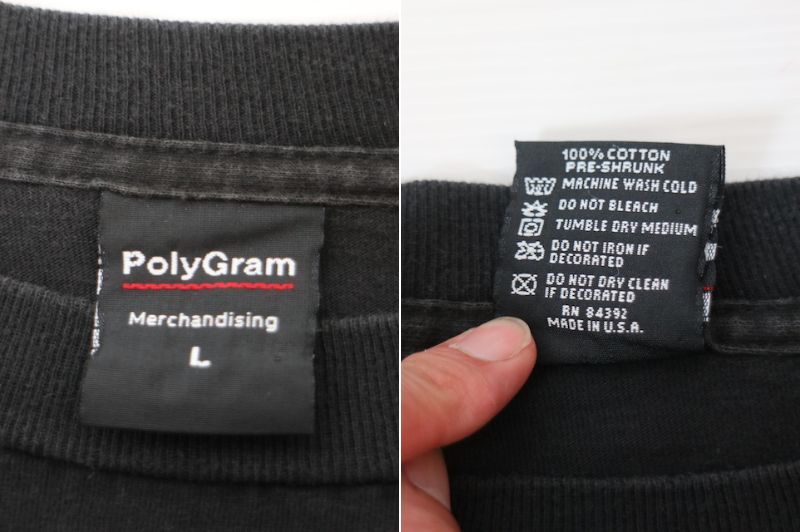 PolyGram
Merchandising
L
100% COTTON
PRE-SHRUNK
MACHINE WASH COLD
DO NOT BLEACH
TUMBLE DRY MEDIUM
DO NOT IRON IF
DECORATED
DO NOT DRY CLEAN
IF DECORATED
RN 84392
MADE IN U.S.A.